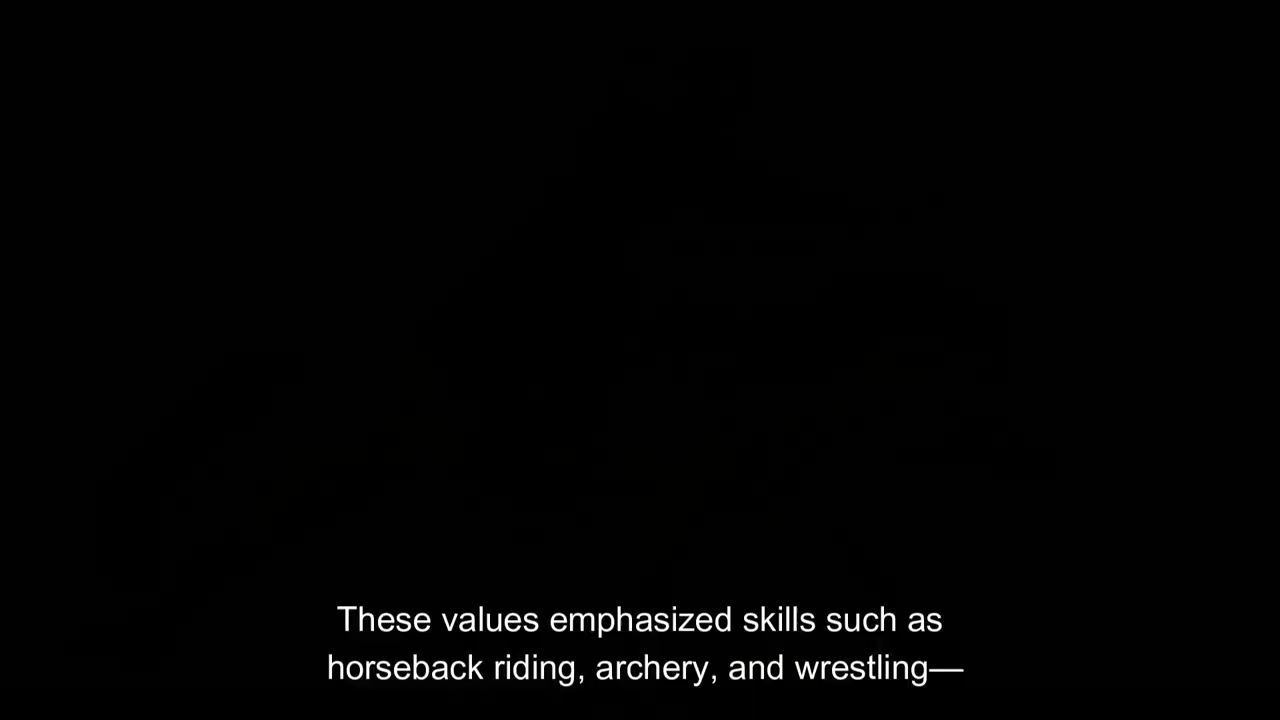 These values emphasized skills such as
horseback riding, archery, and wrestling—